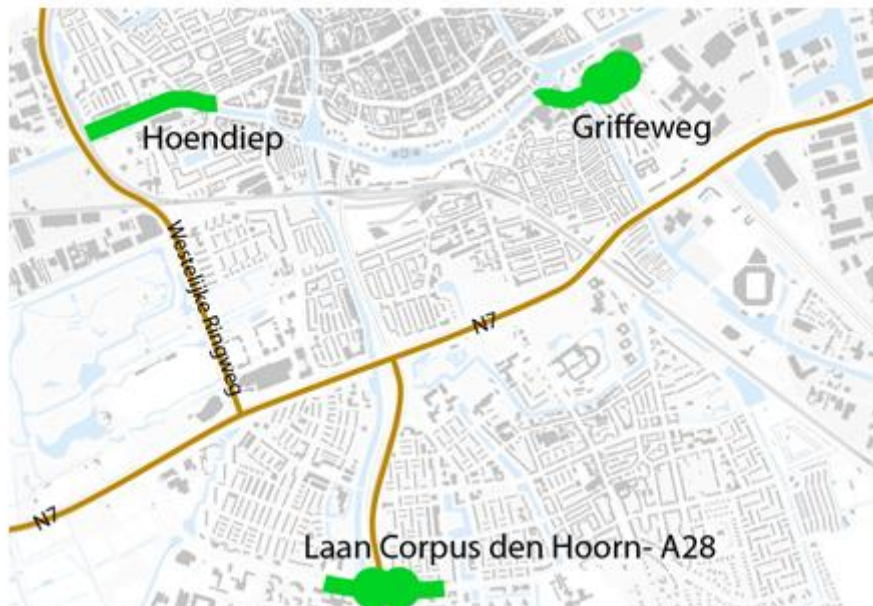 Hoendiep
Griffeweg
Westelijke Ringweg
N7
N7
Laan Corpus den Hoorn- A28